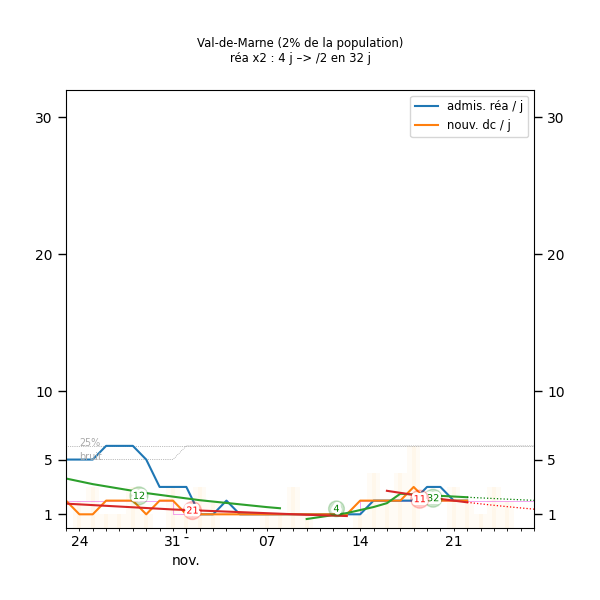 Val-de-Marne (2% de la population)
réa x2 : 4 j –> /2 en 32 j
admis. réa / j
nouv. dc / j
30 30
20 20
10 10
25%
5 5
bruit
12
11 32
21 4
1 1
24 31 - 07 14 21
nov.